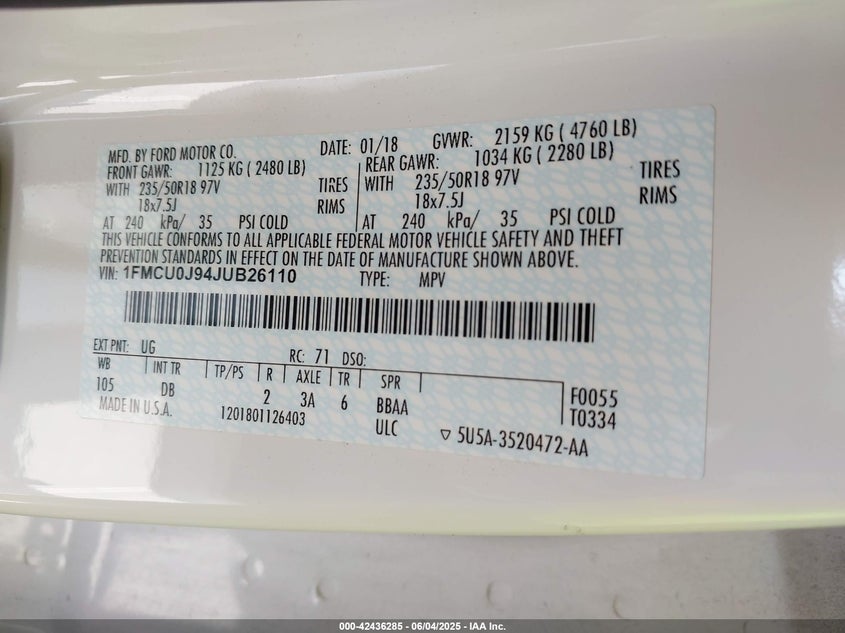 MFD. BY FORD MOTOR CO. DATE: 01/18 GVWR: 2159 KG ( 4760 LB)
FRONT GAWR: 1125 KG ( 2480 LB) REAR GAWR: 1034 KG ( 2280 LB)
WITH 235/50R18 97V TIRES WITH 235/50R18 97V TIRES
18x7.5J RIMS 18x7.5J RIMS
AT 240 kPa/ 35 PSI COLD AT 240 kPa/ 35 PSI COLD
THIS VEHICLE CONFORMS TO ALL APPLICABLE FEDERAL MOTOR VEHICLE SAFETY AND THEFT
PREVENTION STANDARDS IN EFFECT ON THE DATE OF MANUFACTURE SHOWN ABOVE.
VIN: 1FMCU0J94JUB26110 TYPE: MPV
EXT PNT: UG RC: 71 DSO:
WB INT TR TP/PS R AXLE TR SPR
105 DB 2 3A 6 BBAA F0055
MADE IN U.S.A. 1201801126403 ULC T0334
▽ 5U5A-3520472-AA
000-42436285 - 06/04/2025 - IAA Inc.